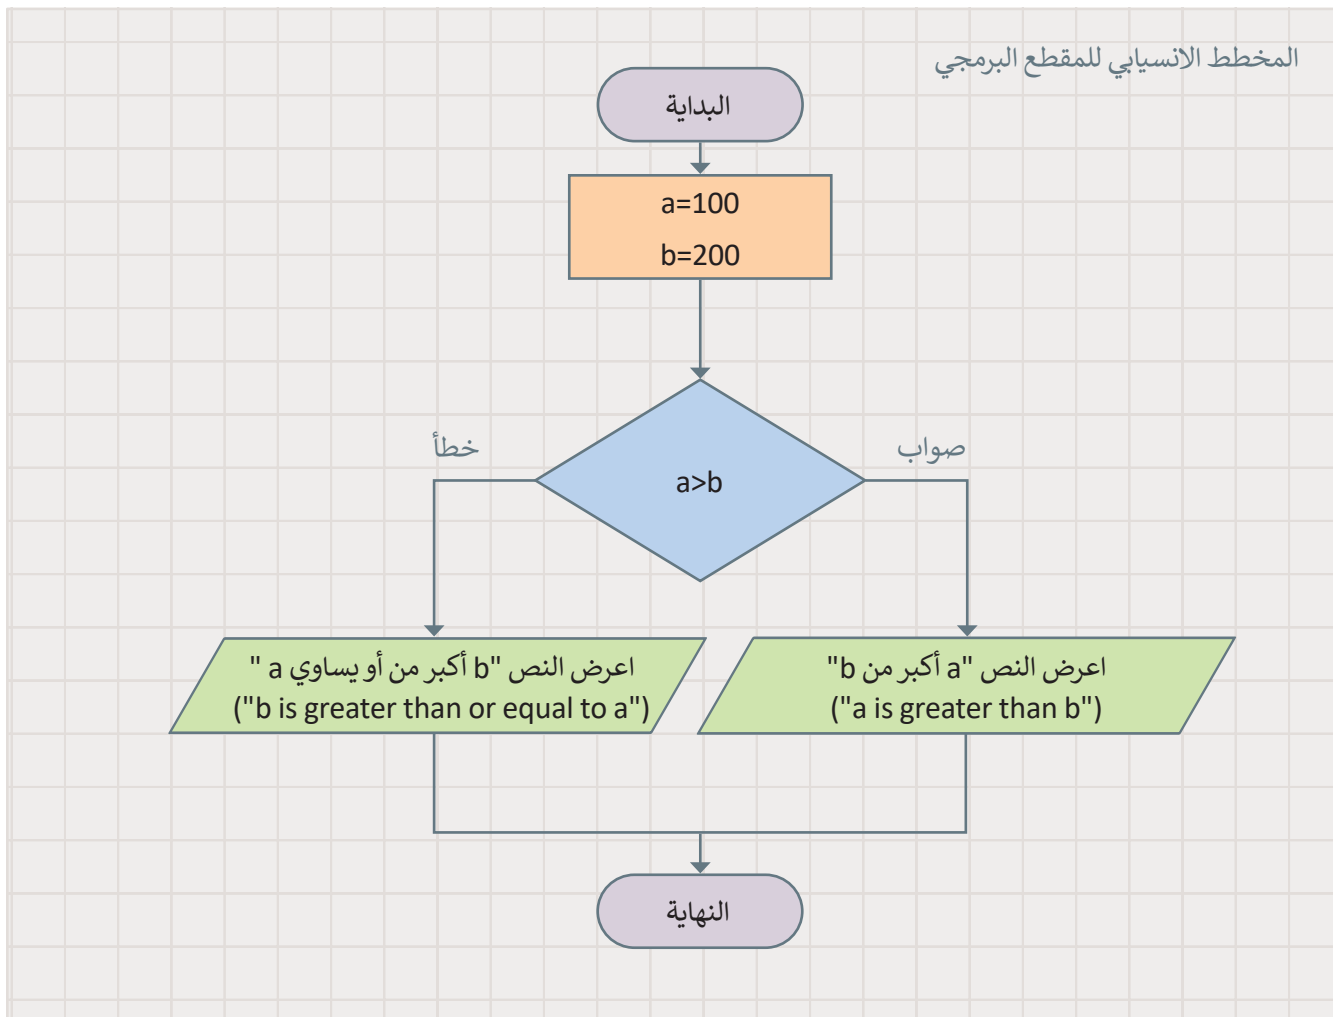 المخطط الانسيابي للمقطع البرمجي
البداية
a=100
b=200
a>b
صواب
خطأ
اعرض النص "a أكبر من b"
("a is greater than b")
اعرض النص "b أكبر من أو يساوي a "
("b is greater than or equal to a")
النهاية